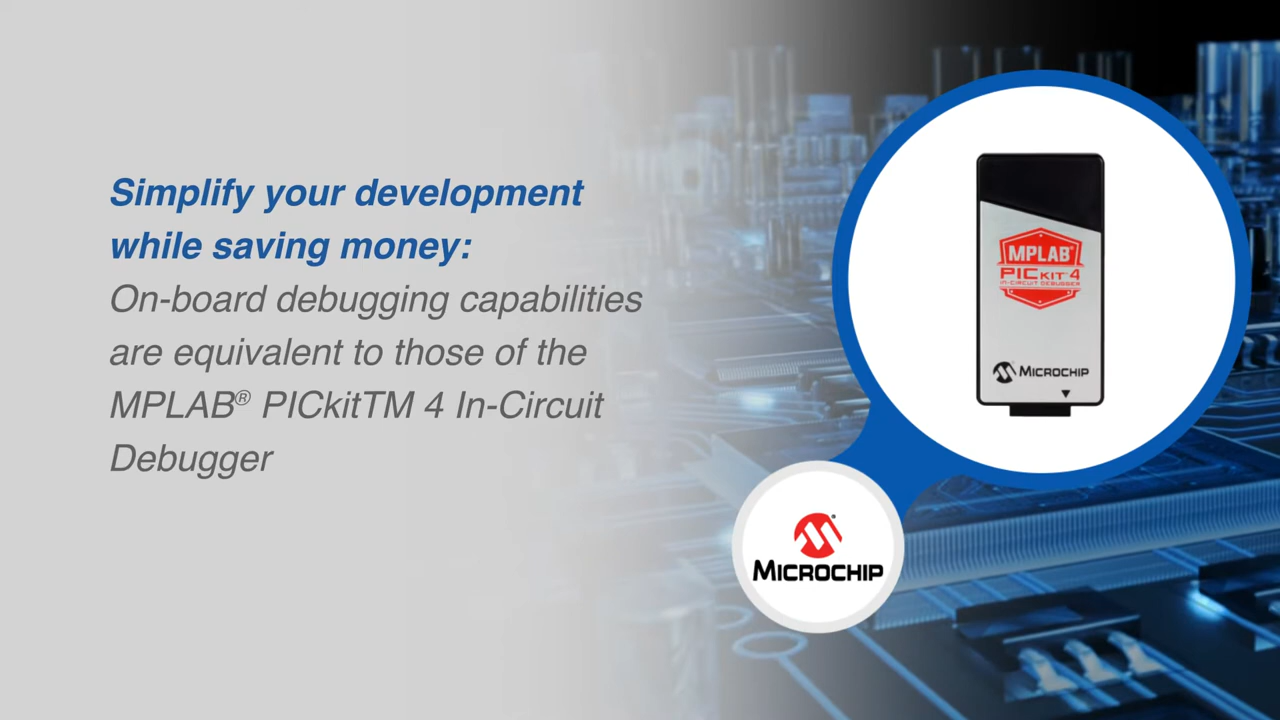 Simplify your development
while saving money:
On-board debugging capabilities
are equivalent to those of the
MPLAB® PICkitTM 4 In-Circuit
Debugger
MPLAB®
PICKIT™ 4
IN-CIRCUIT DEBUGGER
MICROCHIP
MICROCHIP